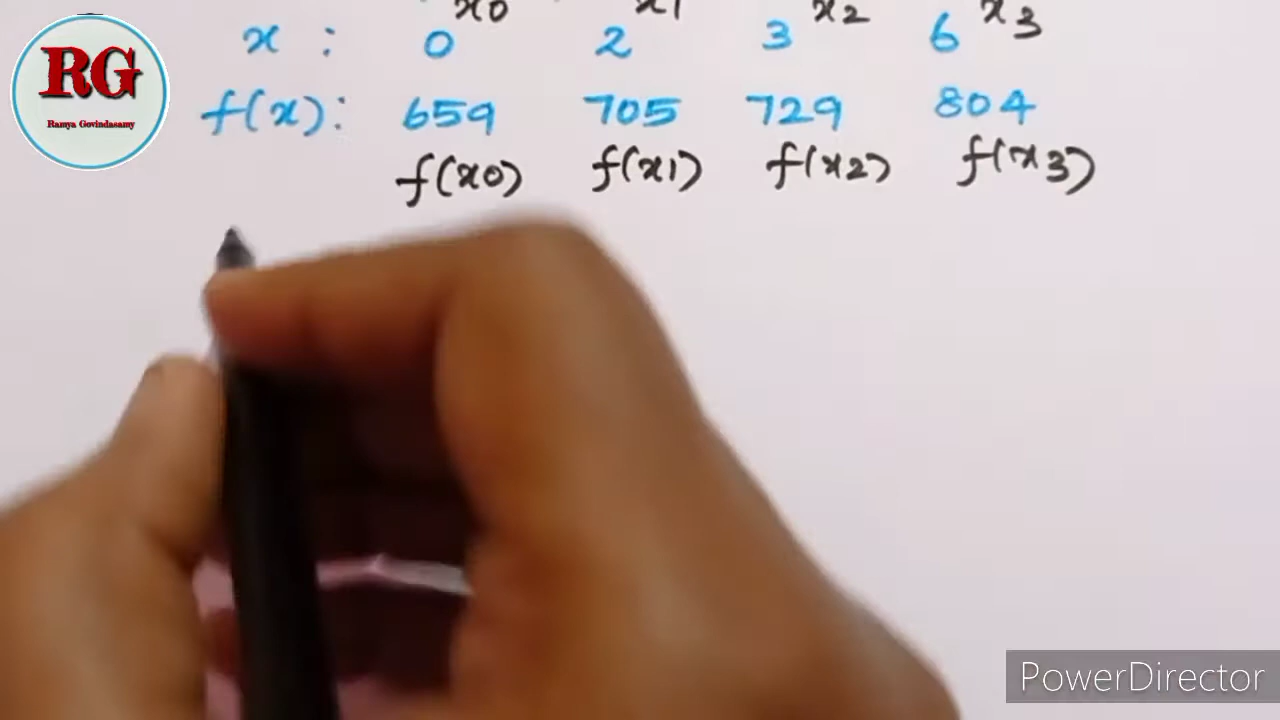 x0 x1 x2 x3
x : 0 2 3 6
f(x): 659 705 729 804
f(x0) f(x1) f(x2) f(x3)
RG
Ramya Govindasamy
PowerDirector